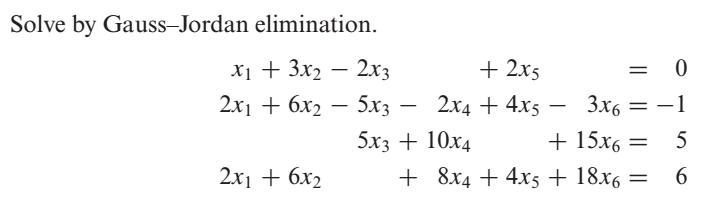 Solve by Gauss–Jordan elimination.
x₁ + 3x₂ − 2x₃ + 2x₅ = 0
2x₁ + 6x₂ − 5x₃ − 2x₄ + 4x₅ − 3x₆ = −1
5x₃ + 10x₄ + 15x₆ = 5
2x₁ + 6x₂ + 8x₄ + 4x₅ + 18x₆ = 6